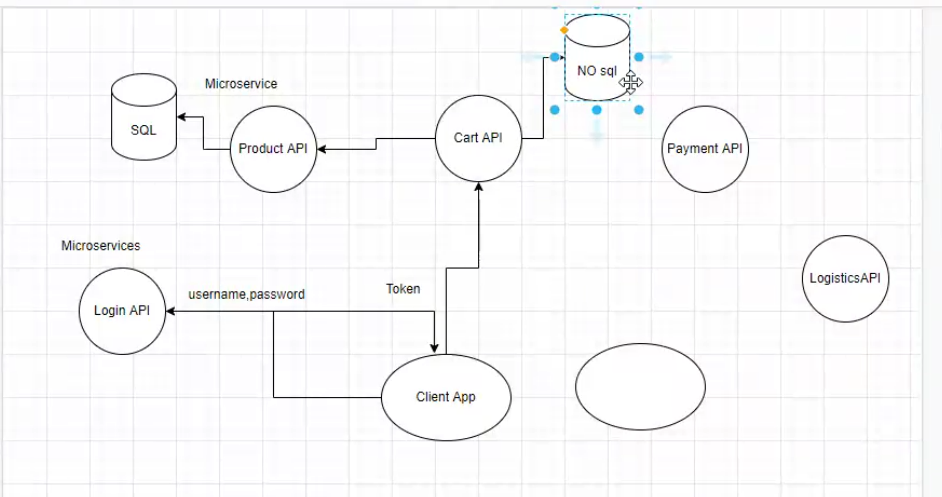 NO sql
Microservice
SQL
Product API
Cart API
Payment API
Microservices
LogisticsAPI
Login API
username,password
Token
Client App